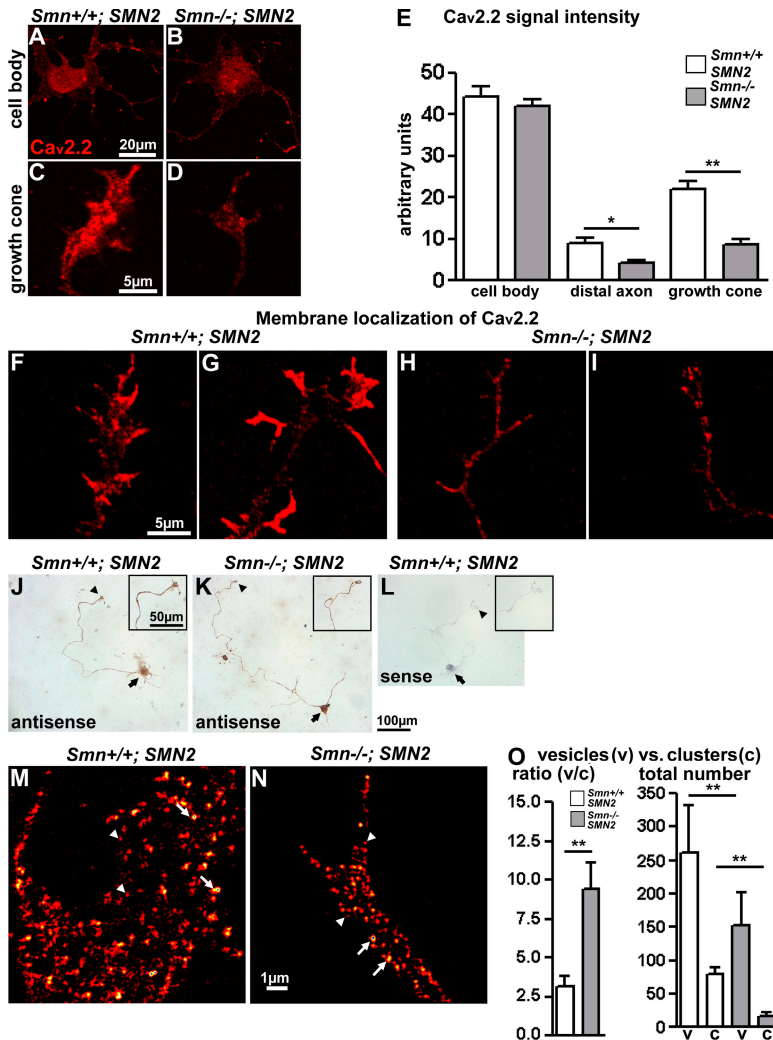 Smn+/+; SMN2 Smn-/-; SMN2
A B
cell body
Cav2.2 20µm
C D
growth cone
5µm
E Cav2.2 signal intensity
Smn+/+
SMN2
Smn-/-
SMN2
arbitrary units
50
40
30
20
10
0
* **
cell body distal axon growth cone
Membrane localization of Cav2.2
Smn+/+; SMN2 Smn-/-; SMN2
F G H I
5µm
Smn+/+; SMN2 Smn-/-; SMN2 Smn+/+; SMN2
J K L
50µm
sense
antisense antisense
100µm
Smn+/+; SMN2 Smn-/-; SMN2
M N
1µm
O vesicles (v) vs. clusters (c)
ratio (v/c) total number
Smn+/+
SMN2
Smn-/-
SMN2
15.0
12.5
10.0
7.5
5.0
2.5
0.0
**
350
300
250
200
150
100
50
0
**
**
v c v c